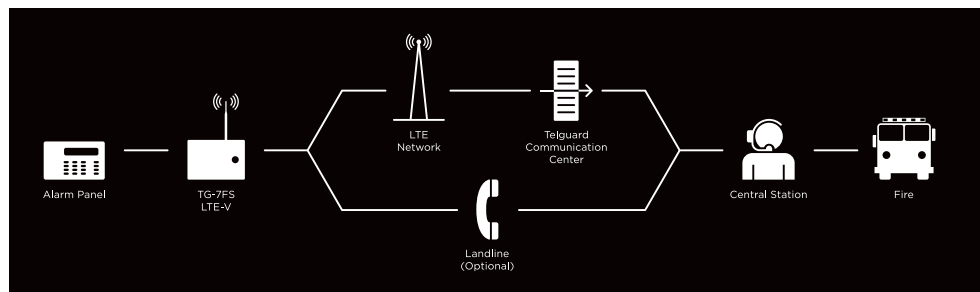 LTE
Network
Telguard
Communication
Center
Alarm Panel
TG-7FS
LTE-V
Central Station
Fire
Landline
(Optional)